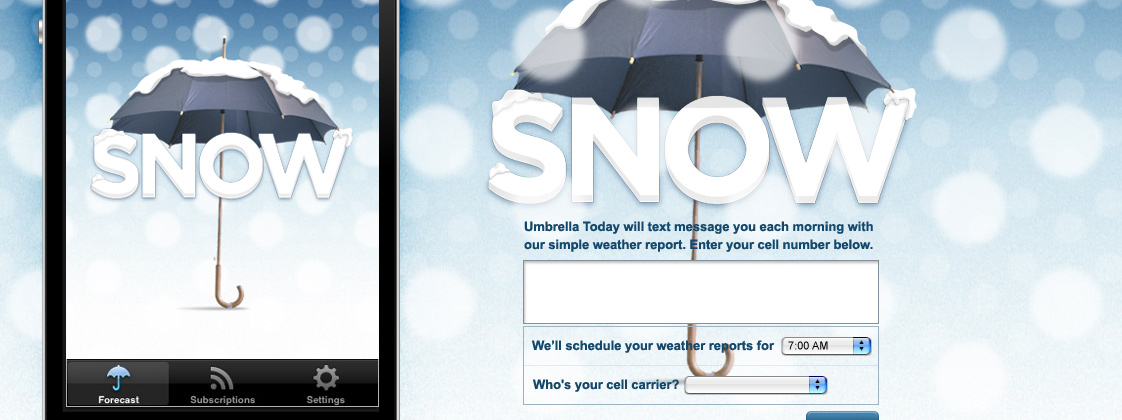 SNOW
Forecast
Subscriptions
Settings
SNOW
Umbrella Today will text message you each morning with
our simple weather report. Enter your cell number below.
We'll schedule your weather reports for 7:00 AM
Who's your cell carrier?